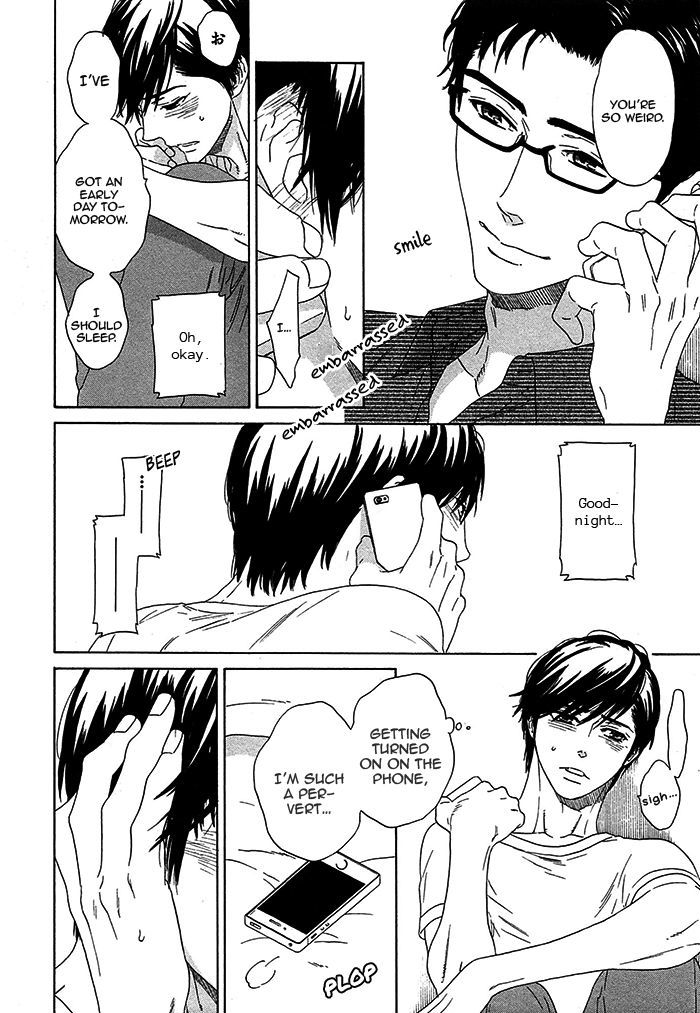 YOU'RE
SO WEIRD.
smile
embarrassed
embarrassed
I...
お
I'VE
GOT AN
EARLY
DAY TO-
MORROW.
I
SHOULD
SLEEP.
Oh,
okay.
Good-
night...
BEEP
sigh...
GETTING
TURNED
ON ON THE
PHONE,
I'M SUCH
A PER-
VERT...
PLOP